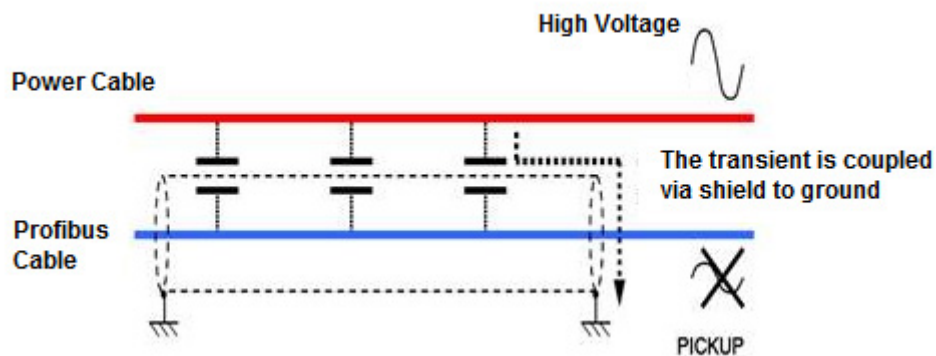 High Voltage
Power Cable
The transient is coupled
via shield to ground
Profibus
Cable
PICKUP